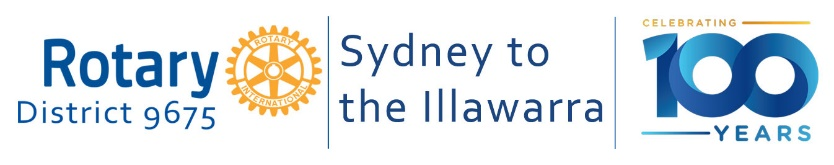 Rotary
District 9675
ROTARY
INTERNATIONAL
Sydney to
the Illawarra
CELEBRATING
100
YEARS